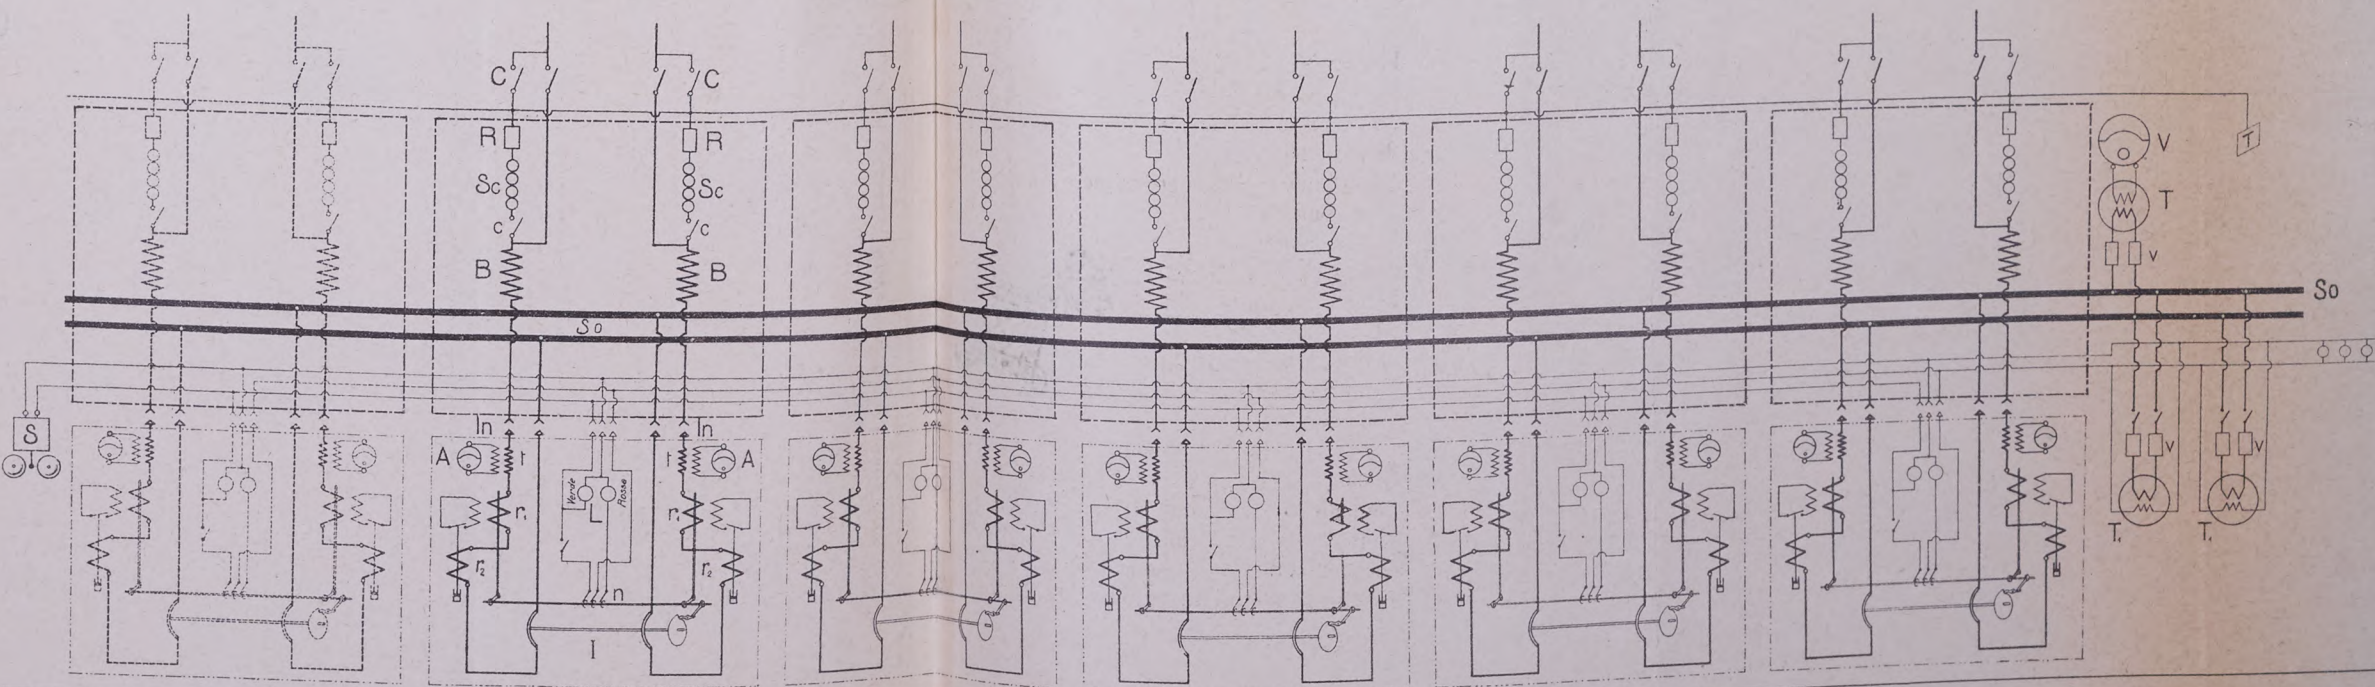 C C
R R V T
Sc Sc
T
c c
B B v
So
So
S
In In
A t t A
Verde Rosso
r₁ r₁ v v
r₂ r₂
T₁ T₁
n
I